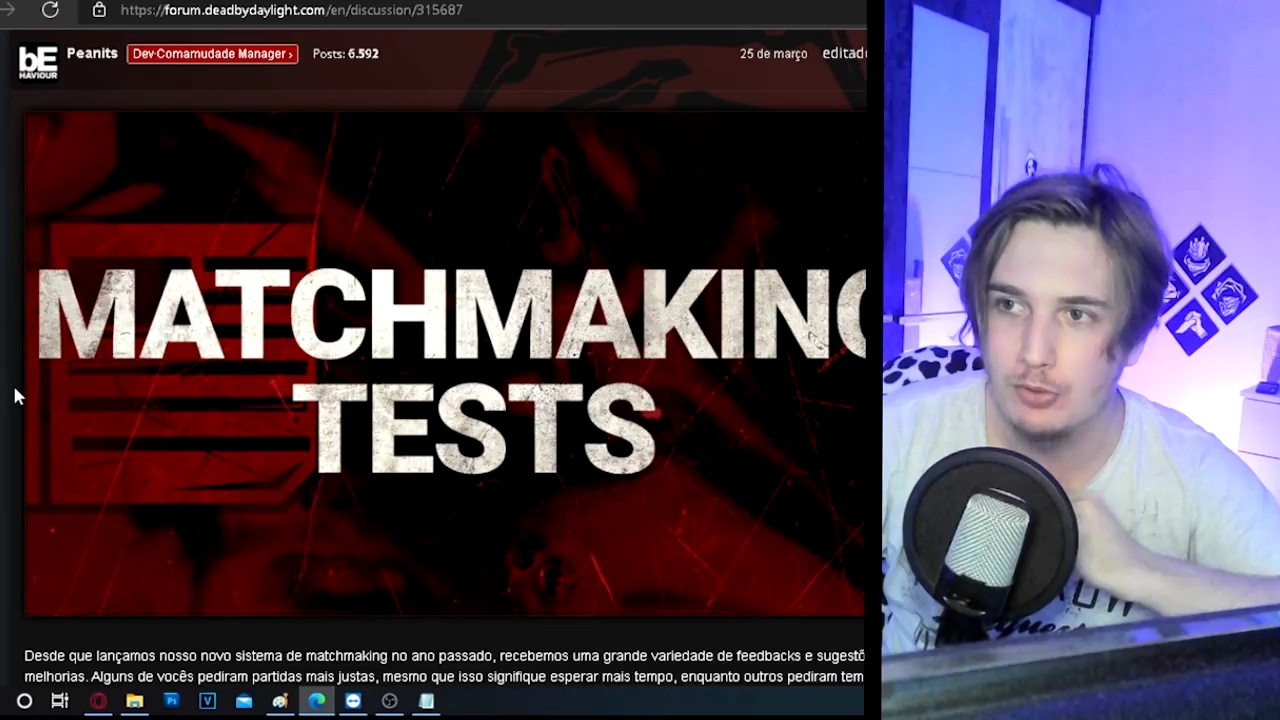 https://forum.deadbydaylight.com/en/discussion/315687
bE
HAVIOUR
Peanits
Dev·Comamudade Manager ›
Posts: 6.592
25 de março
editad
MATCHMAKING
TESTS
Desde que lançamos nosso novo sistema de matchmaking no ano passado, recebemos uma grande variedade de feedbacks e sugestõ
melhorias. Alguns de vocês pediram partidas mais justas, mesmo que isso signifique esperar mais tempo, enquanto outros pediram tem
Ps
V